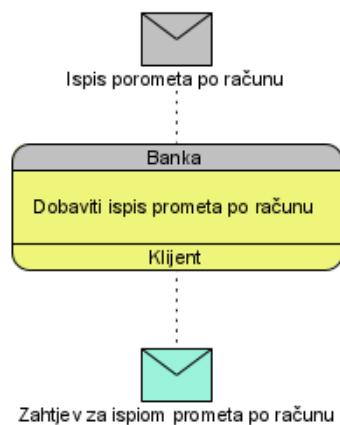 Ispis porometa po računu
Banka
Dobaviti ispis prometa po računu
Klijent
Zahtjev za ispiom prometa po računu